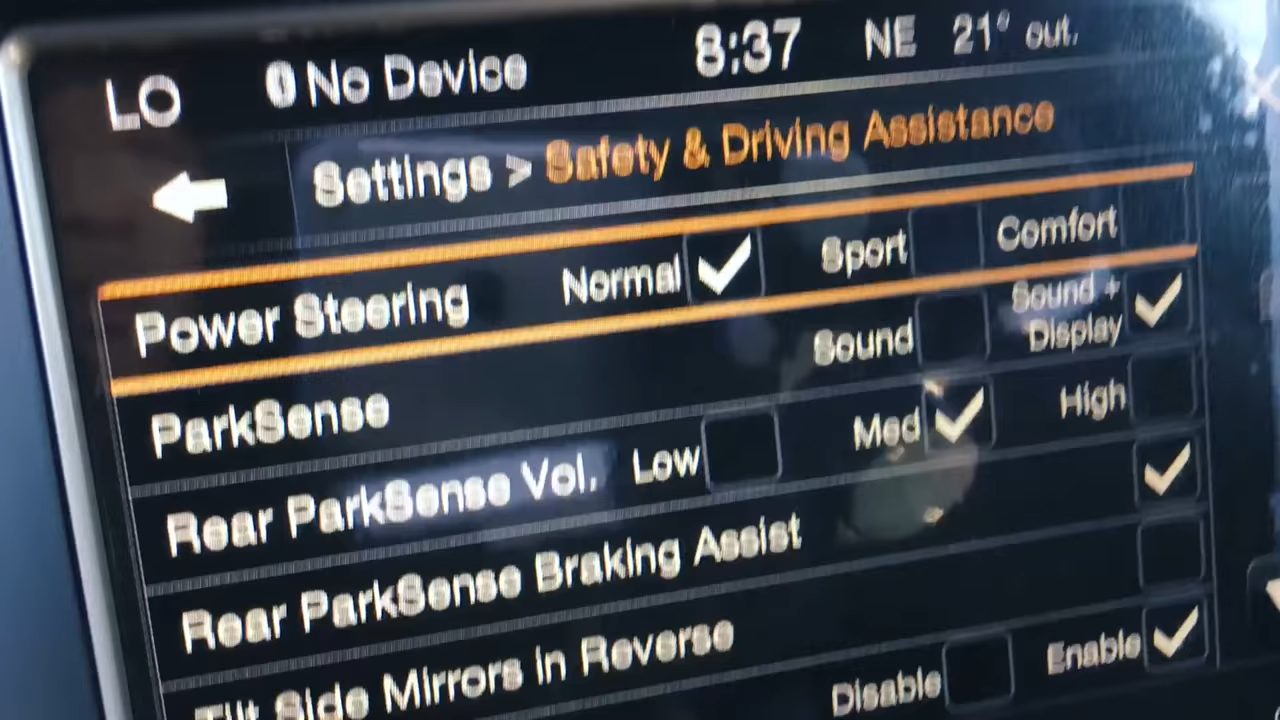 LO No Device 8:37 NE 21° out.
Settings > Safety & Driving Assistance
Power Steering Normal Sport Comfort
ParkSense Sound Sound + Display
Rear ParkSense Vol. Low Med High
Rear ParkSense Braking Assist
Tilt Side Mirrors in Reverse
Disable Enable